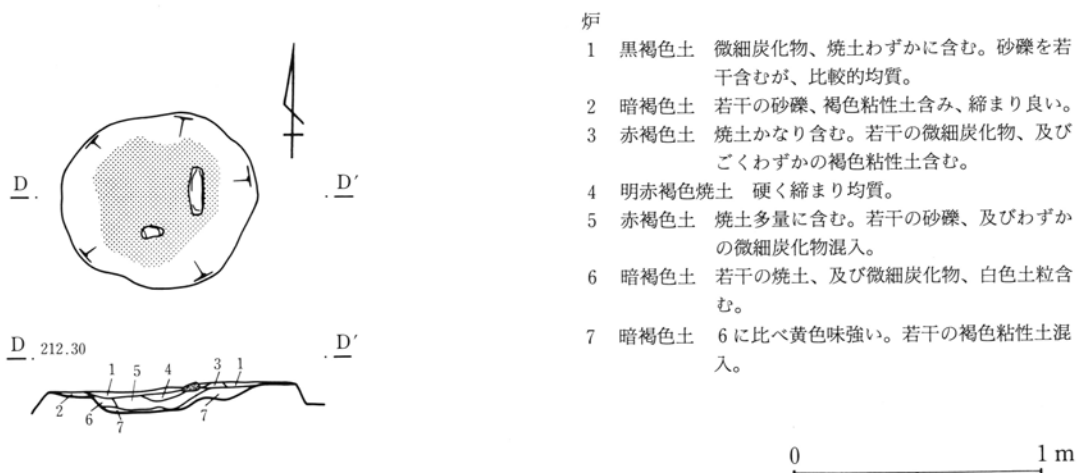 炉
1 黒褐色土 微細炭化物、焼土わずかに含む。砂礫を若
干含むが、比較的均質。
2 暗褐色土 若干の砂礫、褐色粘性土含み、締まり良い。
3 赤褐色土 焼土かなり含む。若干の微細炭化物、及び
ごくわずかの褐色粘性土含む。
4 明赤褐色焼土 硬く締まり均質。
5 赤褐色土 焼土多量に含む。若干の砂礫、及びわずか
の微細炭化物混入。
6 暗褐色土 若干の焼土、及び微細炭化物、白色土粒含
む。
7 暗褐色土 6に比べ黄色味強い。若干の褐色粘性土混
入。
D . . D′
D . 212.30 . D′
1 5 4 3 1
2 6 7 7
0 1 m